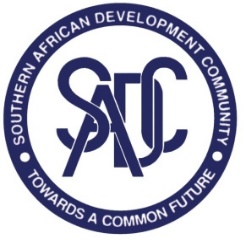 SOUTHERN AFRICAN DEVELOPMENT COMMUNITY
SADC
TOWARDS A COMMON FUTURE